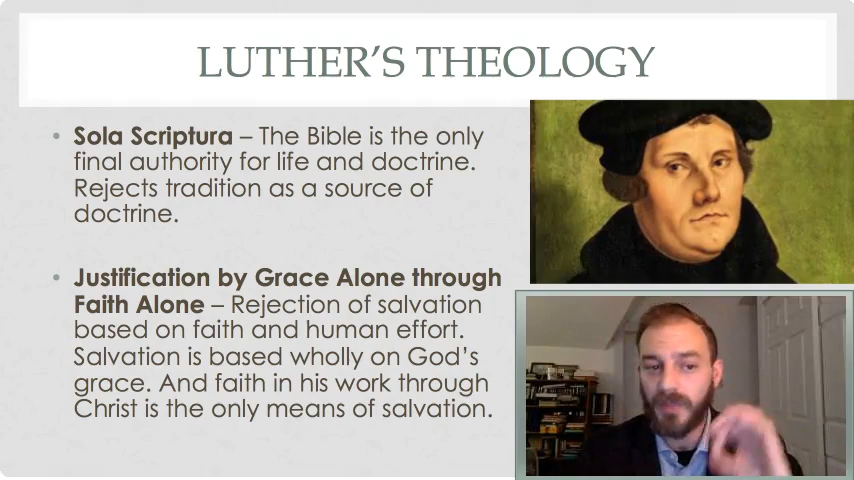 LUTHER'S THEOLOGY
• Sola Scriptura – The Bible is the only
final authority for life and doctrine.
Rejects tradition as a source of
doctrine.
• Justification by Grace Alone through
Faith Alone – Rejection of salvation
based on faith and human effort.
Salvation is based wholly on God's
grace. And faith in his work through
Christ is the only means of salvation.